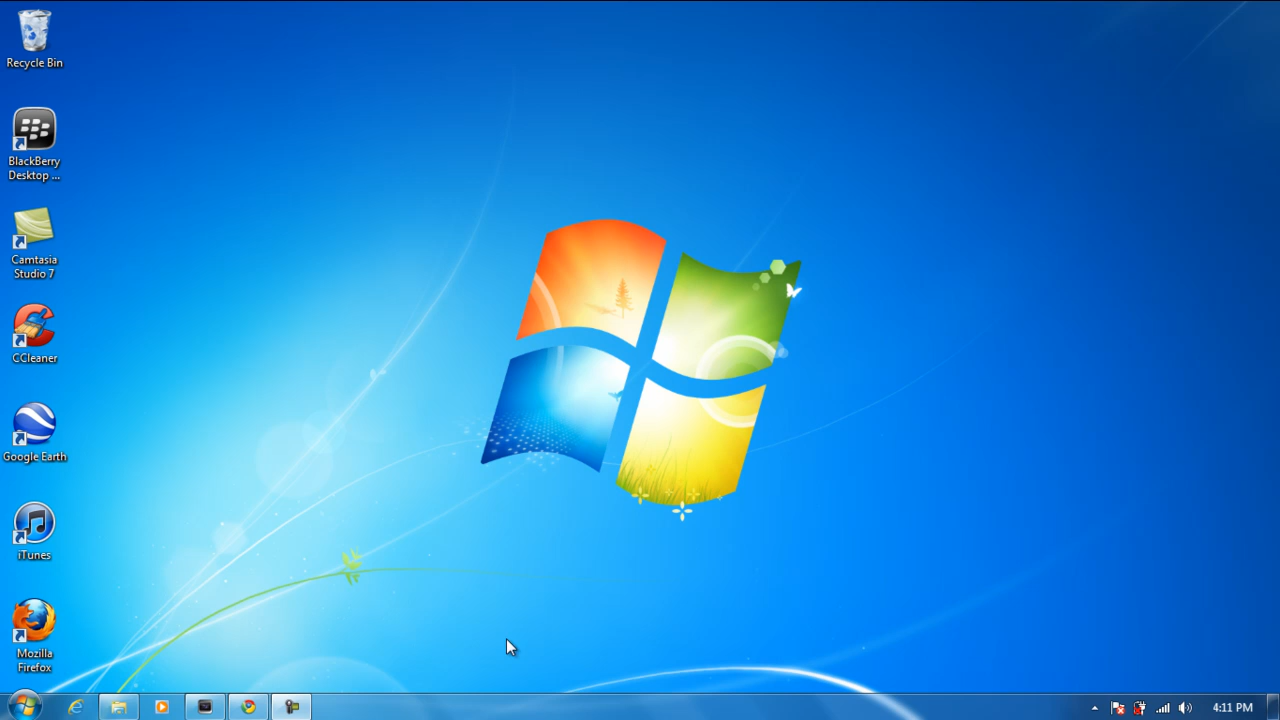 Recycle Bin
BlackBerry
Desktop ...
Camtasia
Studio 7
CCleaner
Google Earth
iTunes
Mozilla
Firefox
4:11 PM